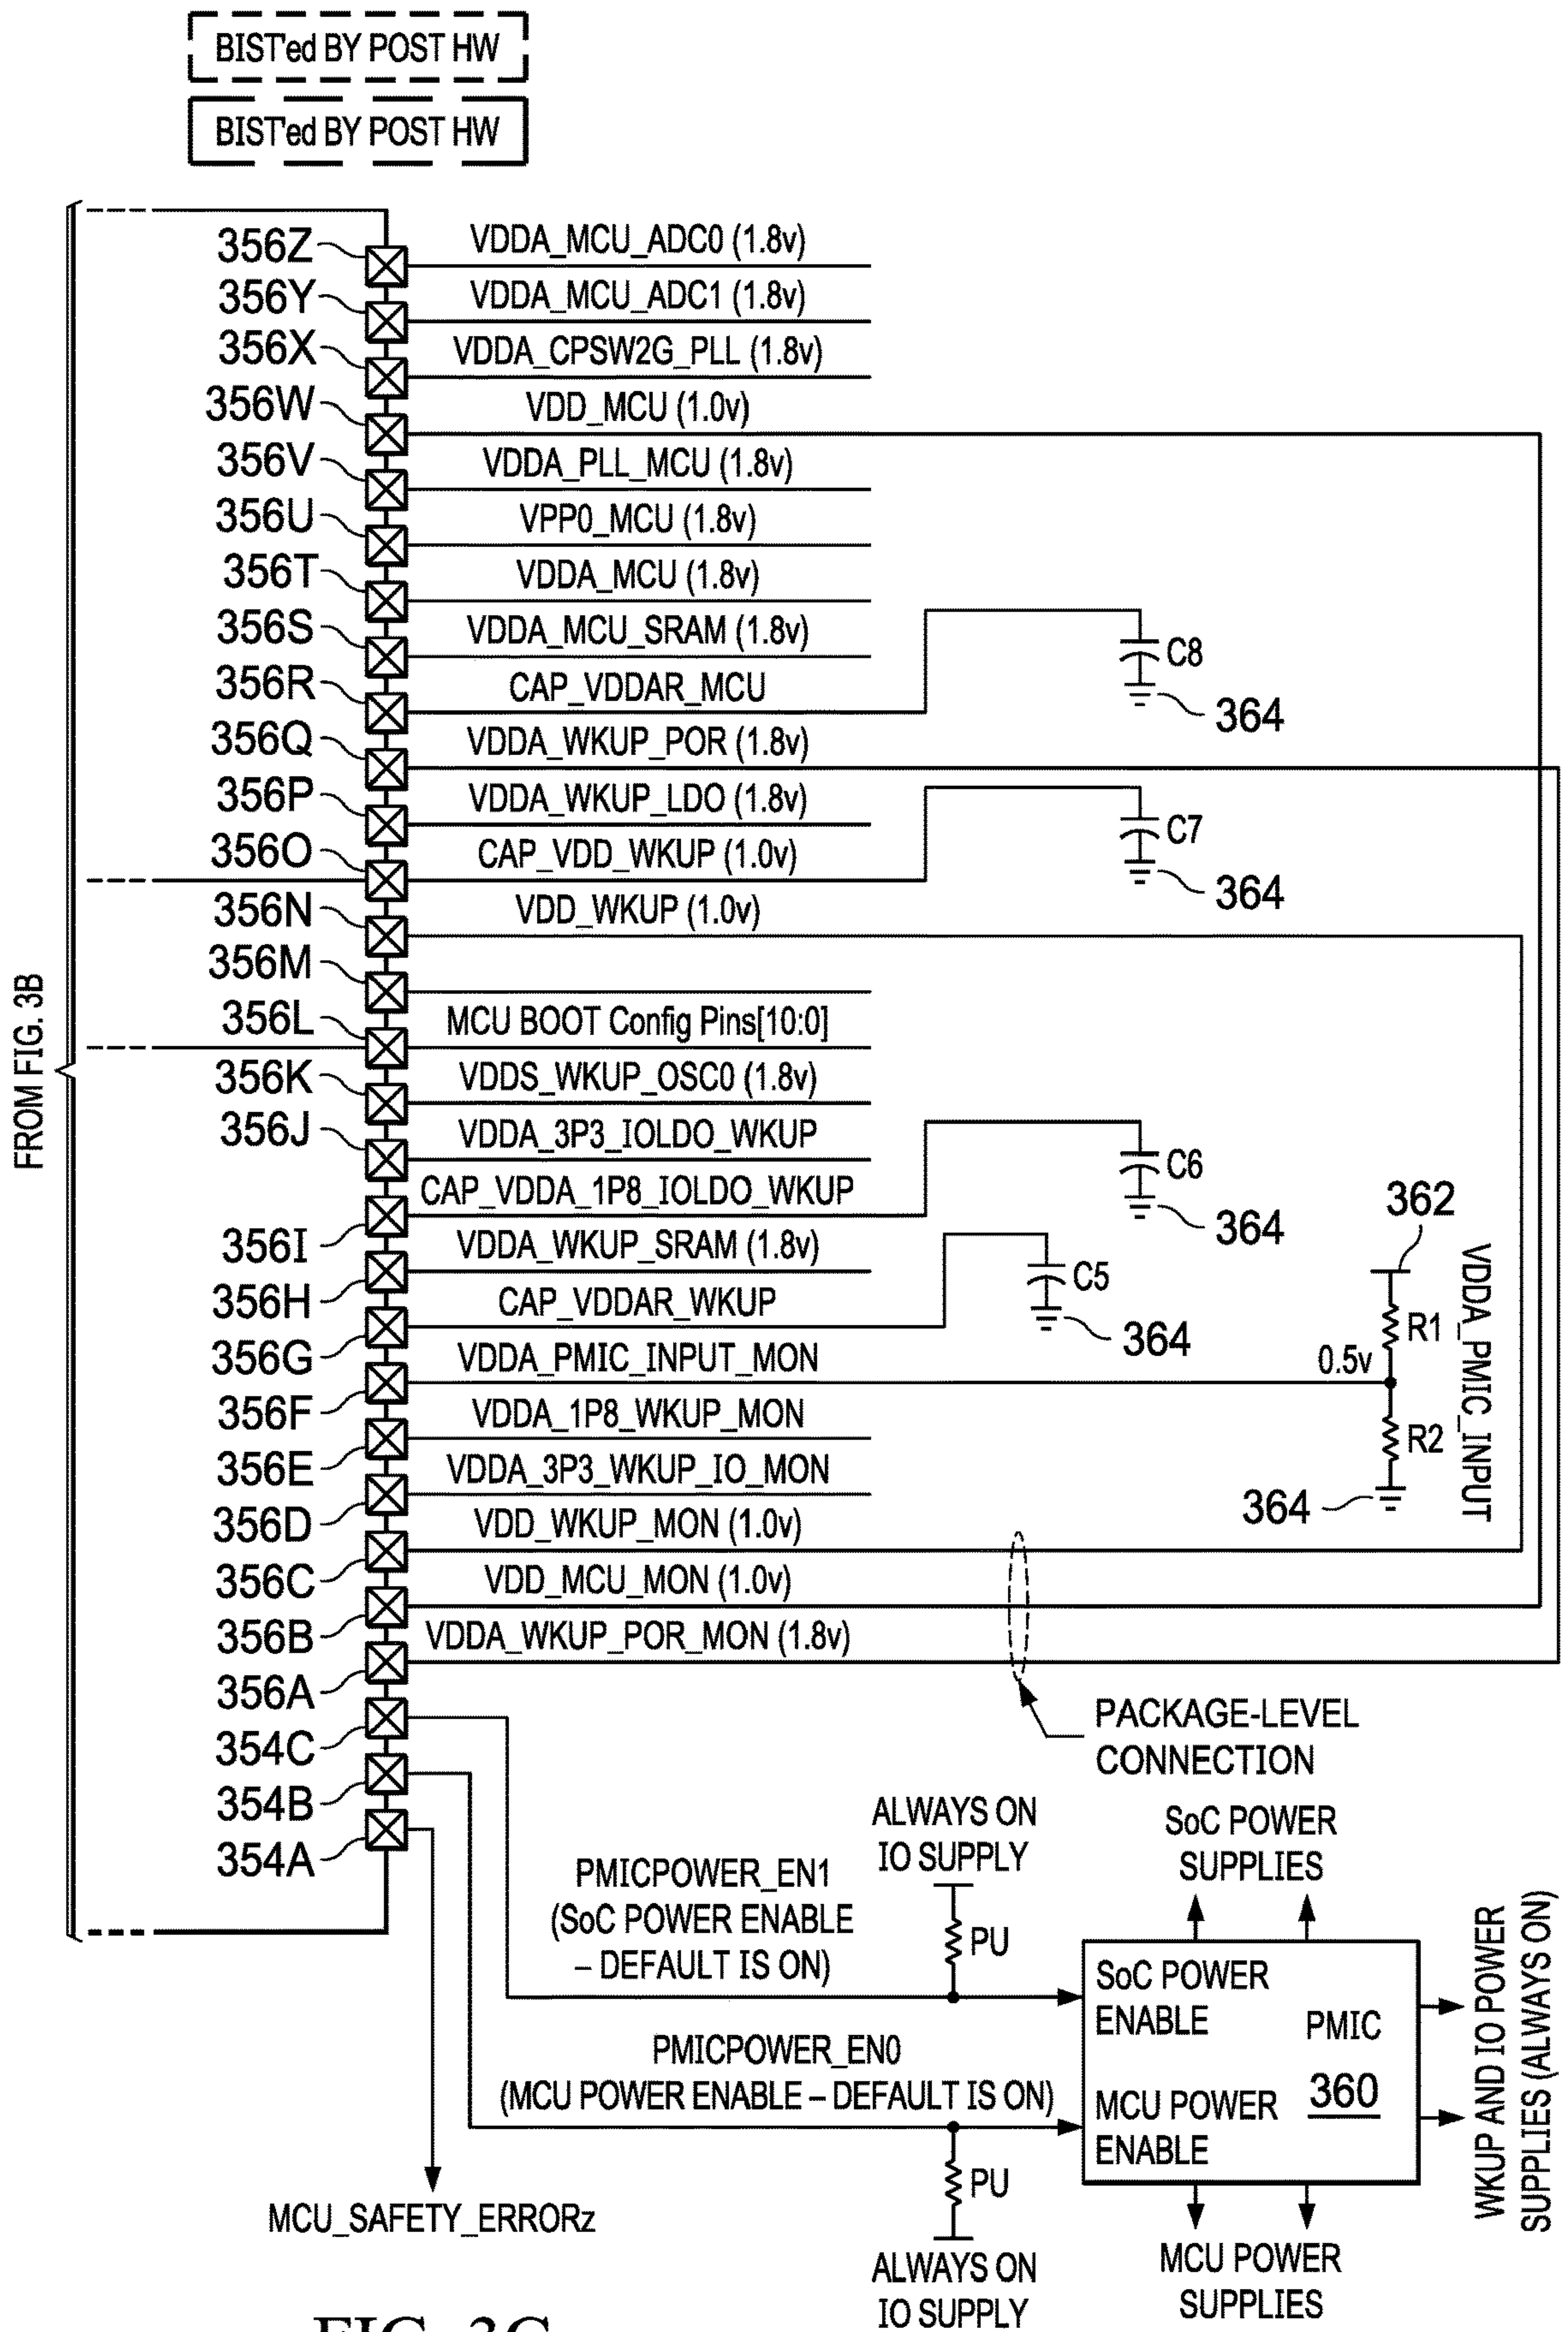 BIST'ed BY POST HW
BIST'ed BY POST HW
FROM FIG. 3B
356Z
VDDA_MCU_ADC0 (1.8v)
356Y
VDDA_MCU_ADC1 (1.8v)
356X
VDDA_CPSW2G_PLL (1.8v)
356W
VDD_MCU (1.0v)
356V
VDDA_PLL_MCU (1.8v)
356U
VPP0_MCU (1.8v)
356T
VDDA_MCU (1.8v)
356S
VDDA_MCU_SRAM (1.8v)
C8
364
356R
CAP_VDDAR_MCU
356Q
VDDA_WKUP_POR (1.8v)
356P
VDDA_WKUP_LDO (1.8v)
C7
364
356O
CAP_VDD_WKUP (1.0v)
356N
VDD_WKUP (1.0v)
356M
356L
MCU BOOT Config Pins[10:0]
356K
VDDS_WKUP_OSC0 (1.8v)
356J
VDDA_3P3_IOLDO_WKUP
C6
364
CAP_VDDA_1P8_IOLDO_WKUP
356I
VDDA_WKUP_SRAM (1.8v)
C5
364
356H
CAP_VDDAR_WKUP
356G
VDDA_PMIC_INPUT_MON
362
R1
0.5v
R2
364
VDDA_PMIC_INPUT
356F
VDDA_1P8_WKUP_MON
356E
VDDA_3P3_WKUP_IO_MON
356D
VDD_WKUP_MON (1.0v)
356C
VDD_MCU_MON (1.0v)
356B
VDDA_WKUP_POR_MON (1.8v)
356A
PACKAGE-LEVEL
CONNECTION
354C
354B
354A
PMICPOWER_EN1
(SoC POWER ENABLE
– DEFAULT IS ON)
ALWAYS ON
IO SUPPLY
PU
SoC POWER
SUPPLIES
SoC POWER
ENABLE
PMIC
360
MCU POWER
ENABLE
WKUP AND IO POWER
SUPPLIES (ALWAYS ON)
PMICPOWER_EN0
(MCU POWER ENABLE – DEFAULT IS ON)
PU
ALWAYS ON
IO SUPPLY
MCU POWER
SUPPLIES
MCU_SAFETY_ERRORz
FIG. 3C